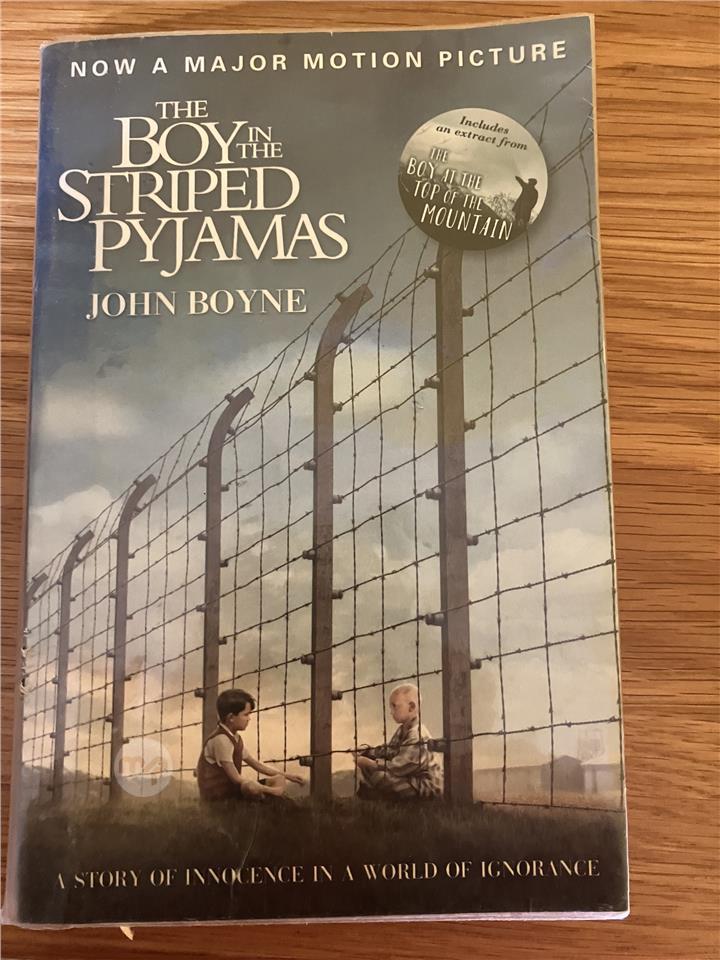 NOW A MAJOR MOTION PICTURE
THE
BOY IN THE
STRIPED
PYJAMAS
JOHN BOYNE
Includes
an extract from
THE
BOY AT THE
TOP OF THE
MOUNTAIN
A STORY OF INNOCENCE IN A WORLD OF IGNORANCE